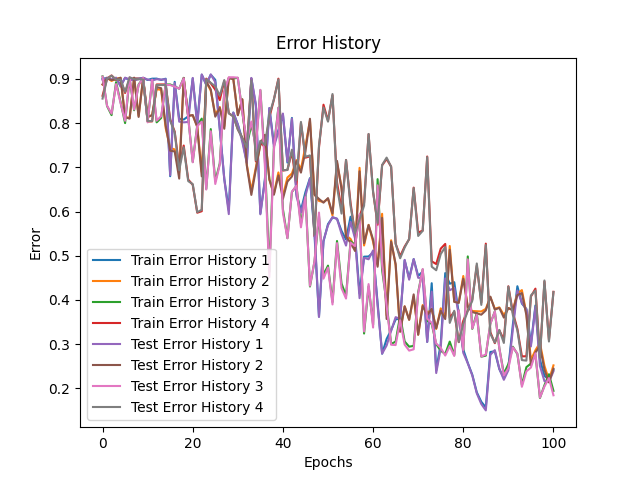 Error History
0.9
0.8
0.7
0.6
0.5
0.4
0.3
0.2
Error
Train Error History 1
Train Error History 2
Train Error History 3
Train Error History 4
Test Error History 1
Test Error History 2
Test Error History 3
Test Error History 4
0 20 40 60 80 100
Epochs